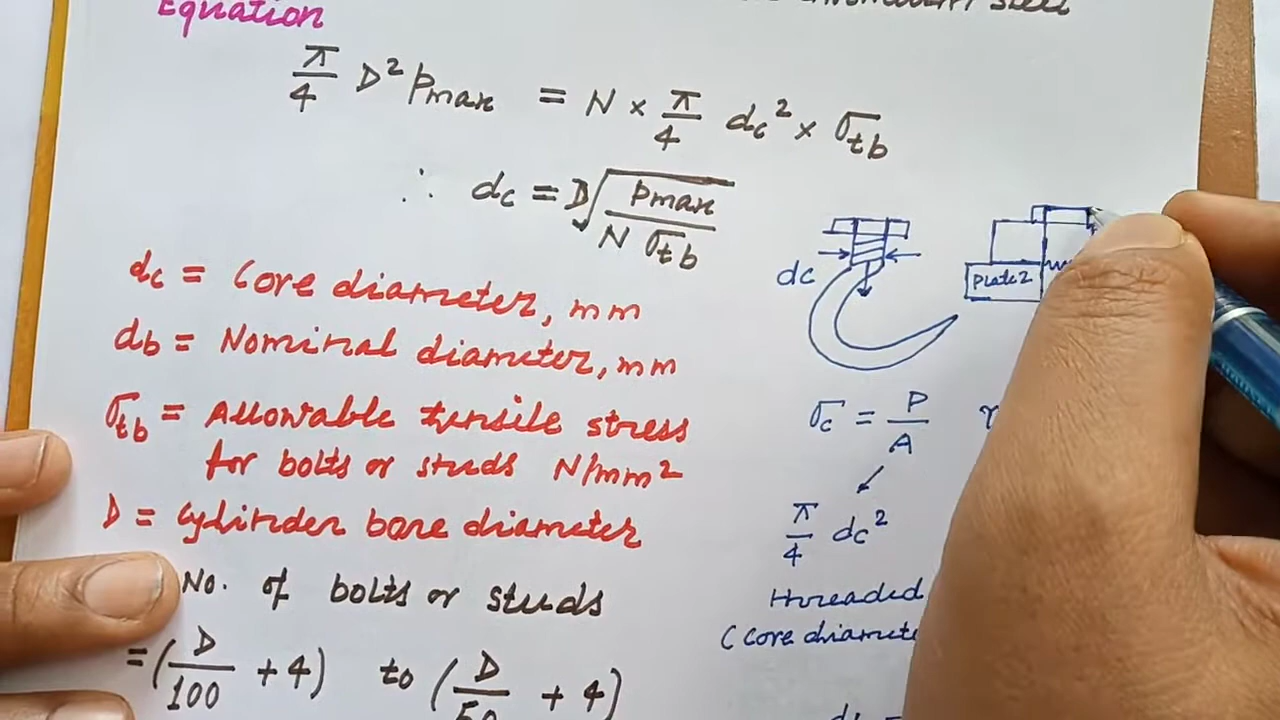 Equation
steel
π/4 D² Pmax = N × π/4 dc² × σtb
∴ dc = D√(Pmax / N σtb)
dc = Core diameter, mm
db = Nominal diameter, mm
σtb = Allowable tensile stress
for bolts or studs N/mm²
D = Cylinder bore diameter
No. of bolts or studs
= (D/100 + 4) to (D/50 + 4)
dc
Plate 2
σc = P/A
π/4 dc²
Threaded
(Core diamete